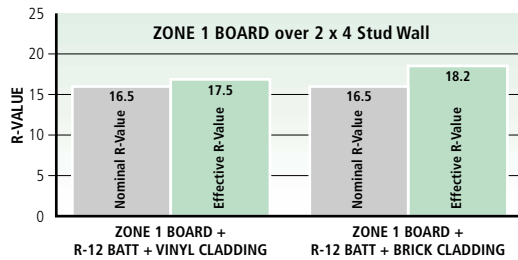 ZONE 1 BOARD over 2 x 4 Stud Wall
R-VALUE
25
20
15
10
5
0
16.5
Nominal R-Value
17.5
Effective R-Value
16.5
Nominal R-Value
18.2
Effective R-Value
ZONE 1 BOARD +
R-12 BATT + VINYL CLADDING
ZONE 1 BOARD +
R-12 BATT + BRICK CLADDING